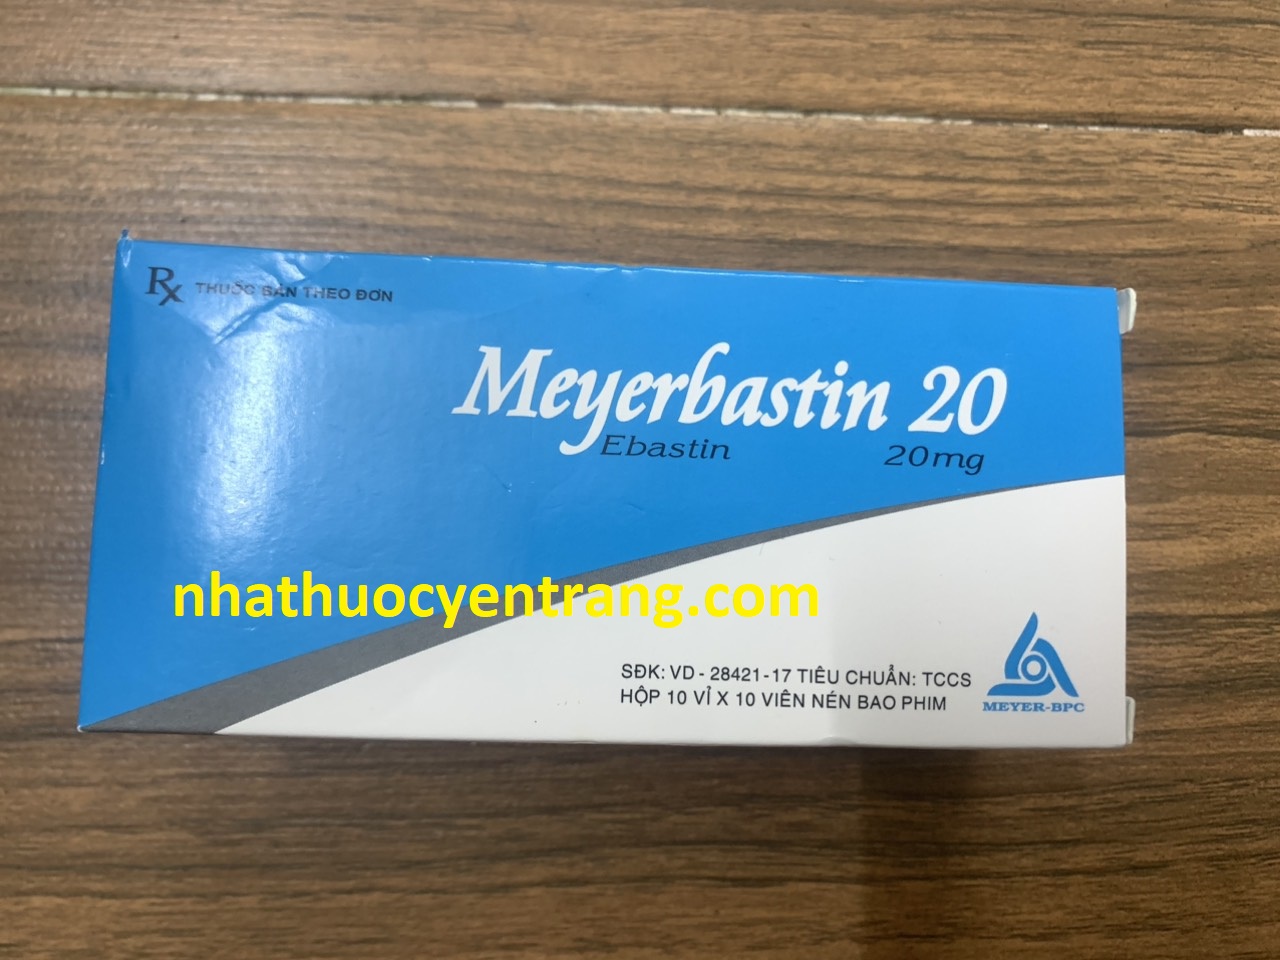 Rx THUỐC BÁN THEO ĐƠN
Meyerbastin 20
Ebastin 20mg
nhathuocyentrang.com
SĐK: VD - 28421-17 TIÊU CHUẨN: TCCS
HỘP 10 VỈ X 10 VIÊN NÉN BAO PHIM
MEYER-BPC